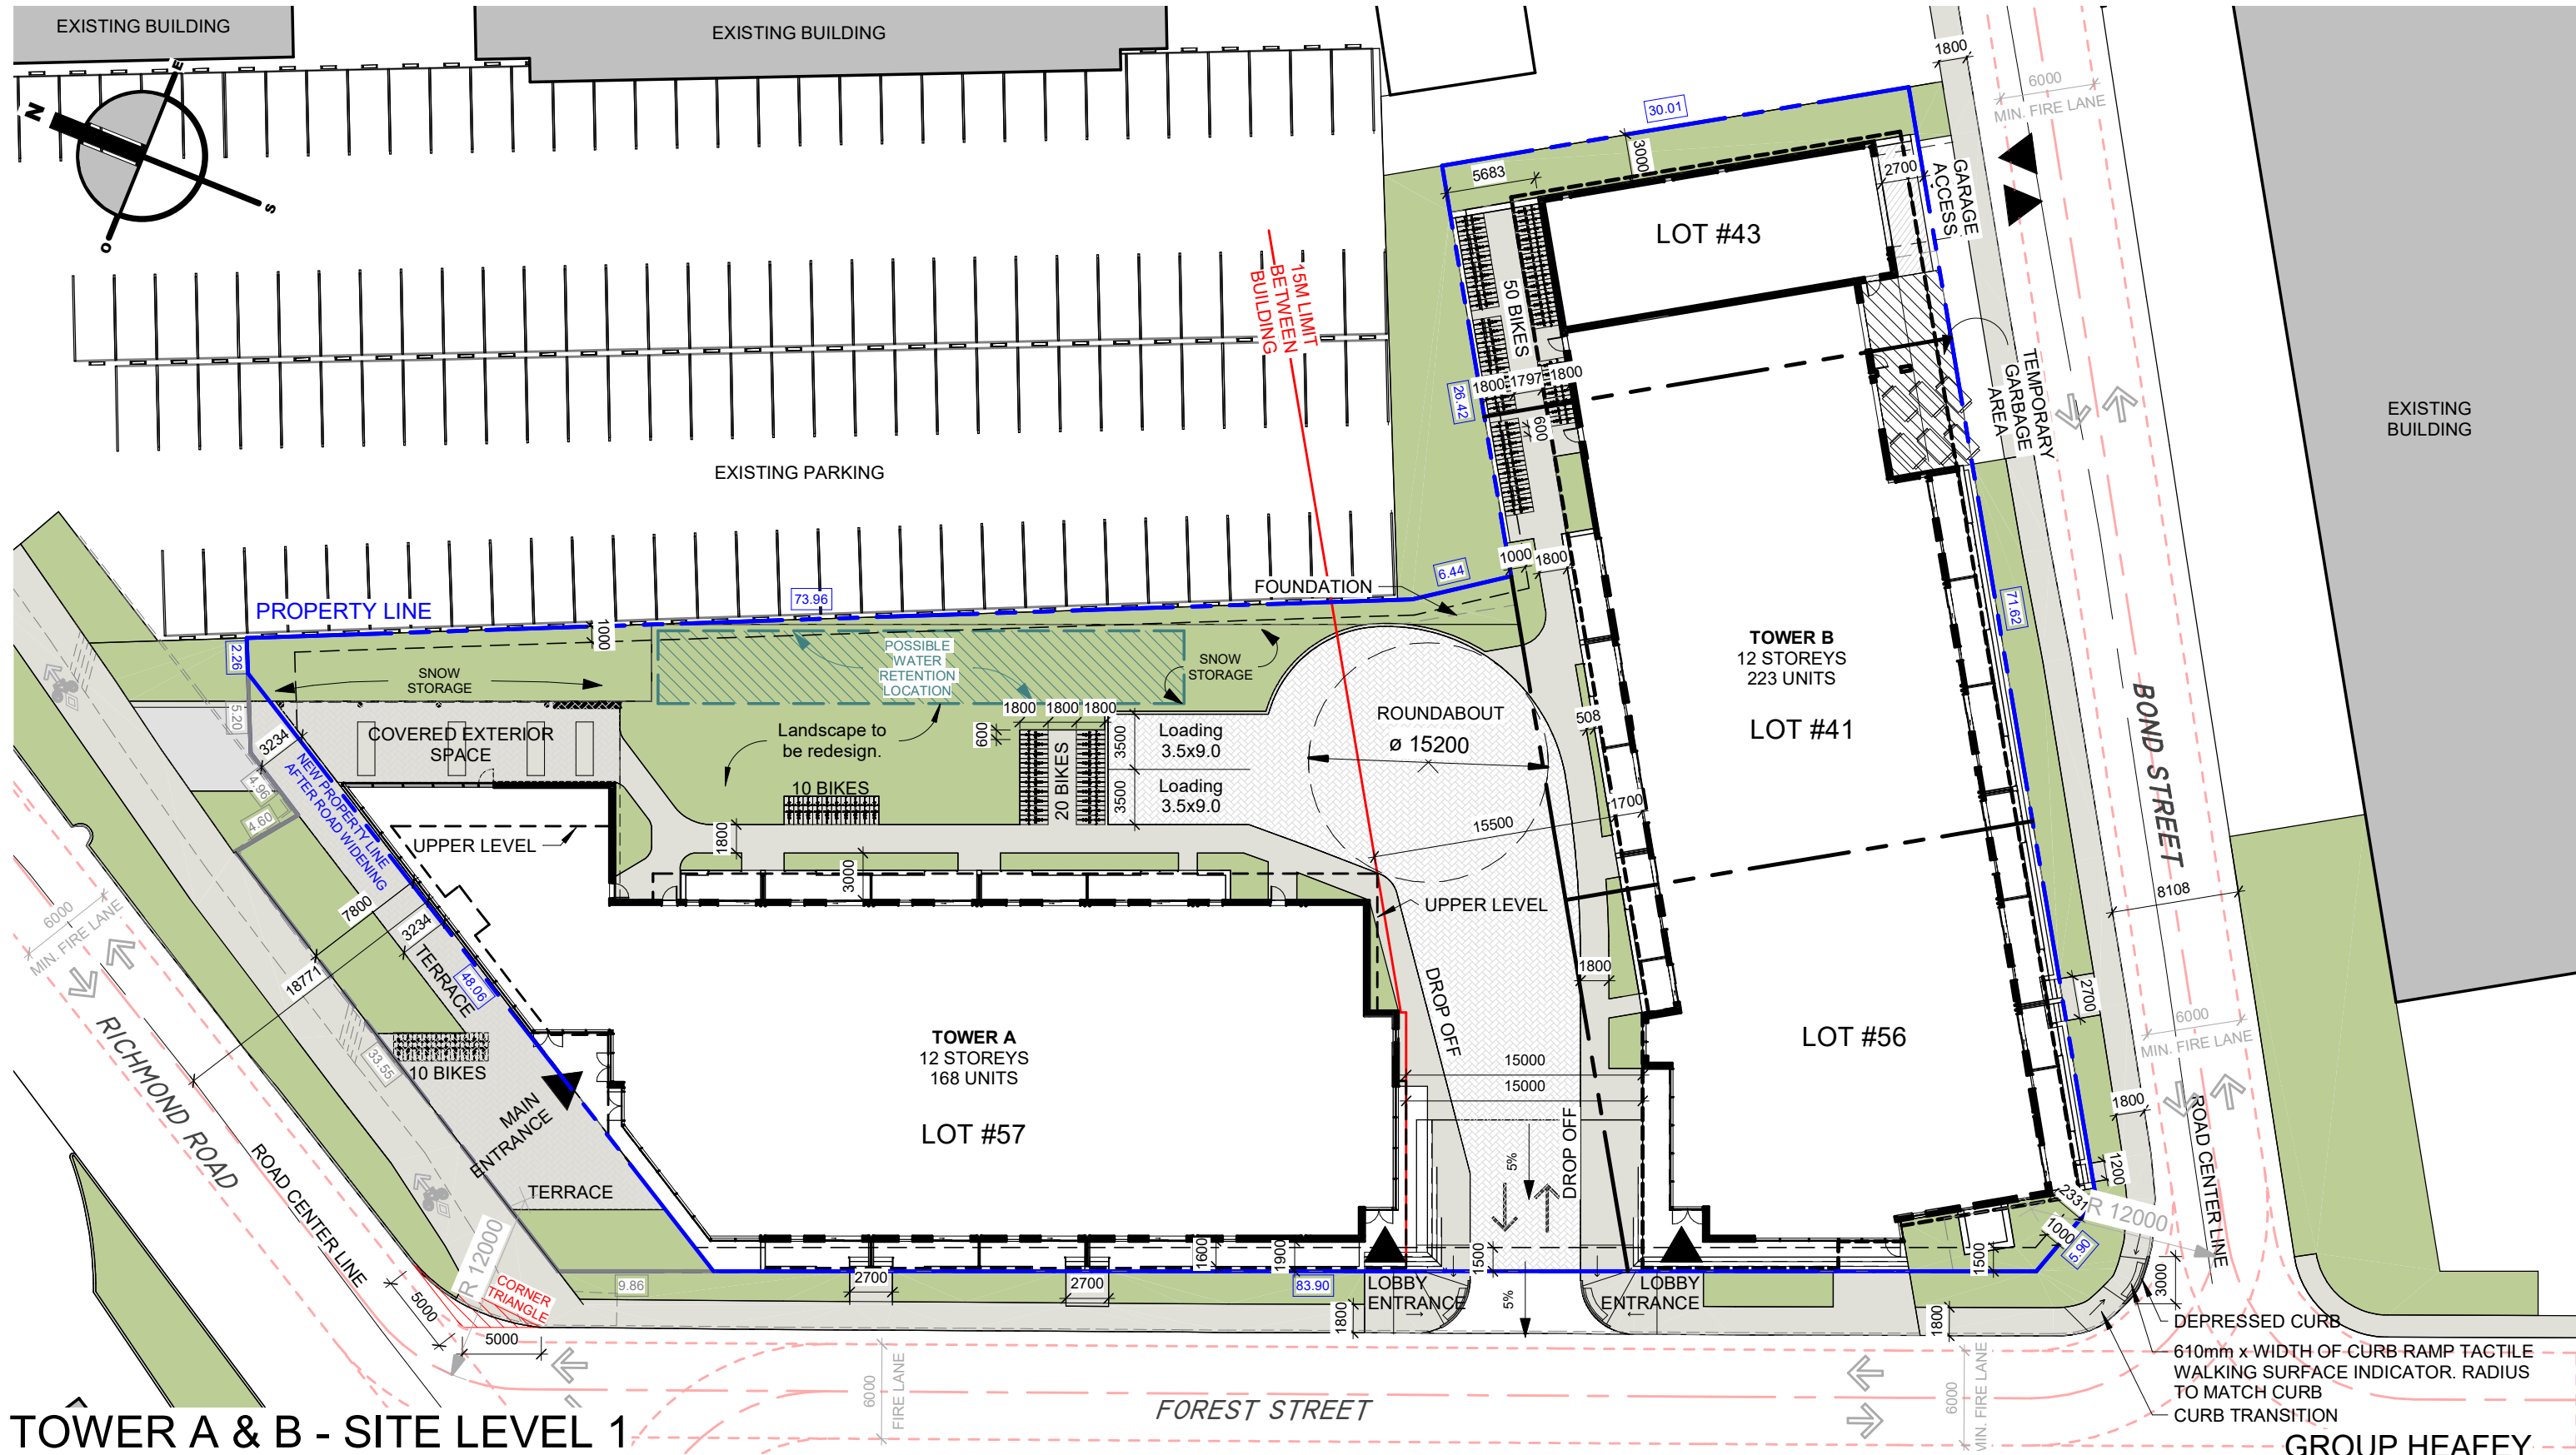 EXISTING BUILDING
EXISTING BUILDING
N
E
S
O
1800
6000
MIN. FIRE LANE
30.01
3000
5683
2700
GARAGE
ACCESS
LOT #43
15M LIMIT
BETWEEN
BUILDING
50 BIKES
1800
1797
1800
26.42
600
TEMPORARY
GARBAGE
AREA
EXISTING
BUILDING
EXISTING PARKING
1000
1800
6.44
FOUNDATION
73.96
PROPERTY LINE
1000
2.26
71.62
TOWER B
12 STOREYS
223 UNITS
LOT #41
POSSIBLE
WATER
RETENTION
LOCATION
SNOW
STORAGE
SNOW
STORAGE
5.20
3234
COVERED EXTERIOR
SPACE
Landscape to
be redesign.
1800
1800
1800
600
3500
3500
Loading
3.5x9.0
Loading
3.5x9.0
10 BIKES
20 BIKES
ROUNDABOUT
ø 15200
508
1700
15500
BOND STREET
NEW PROPERTY LINE
AFTER ROAD WIDENING
4.96
4.60
UPPER LEVEL
1800
3000
UPPER LEVEL
8108
7800
3234
6000
MIN. FIRE LANE
18771
TERRACE
48.06
1800
DROP OFF
2700
6000
MIN. FIRE LANE
LOT #56
TOWER A
12 STOREYS
168 UNITS
LOT #57
RICHMOND ROAD
33.55
10 BIKES
MAIN
ENTRANCE
15000
15000
DROP OFF
5%
1800
ROAD CENTER LINE
1200
2331
R 12000
1000
5.90
TERRACE
ROAD CENTER LINE
R 12000
CORNER
TRIANGLE
5000
5000
9.86
2700
2700
1600
1900
83.90
LOBBY
ENTRANCE
1500
5%
LOBBY
ENTRANCE
1500
1800
1800
3000
DEPRESSED CURB
610mm x WIDTH OF CURB RAMP TACTILE
WALKING SURFACE INDICATOR. RADIUS
TO MATCH CURB
CURB TRANSITION
6000
FIRE LANE
6000
MIN. FIRE LANE
FOREST STREET
TOWER A & B - SITE LEVEL 1
GROUP HEAFEY